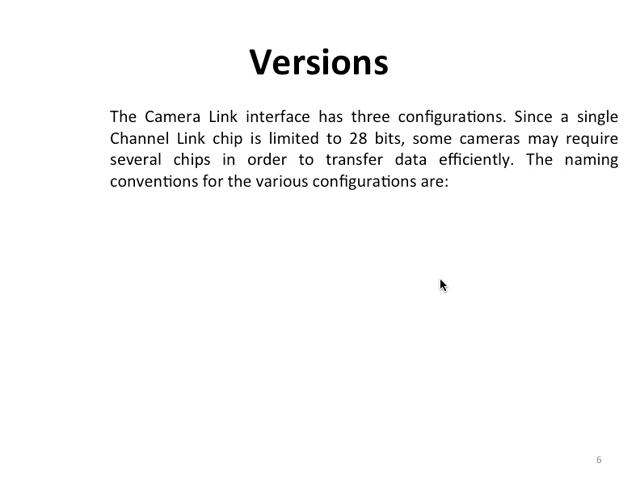 Versions
The Camera Link interface has three configurations. Since a single
Channel Link chip is limited to 28 bits, some cameras may require
several chips in order to transfer data efficiently. The naming
conventions for the various configurations are:
6